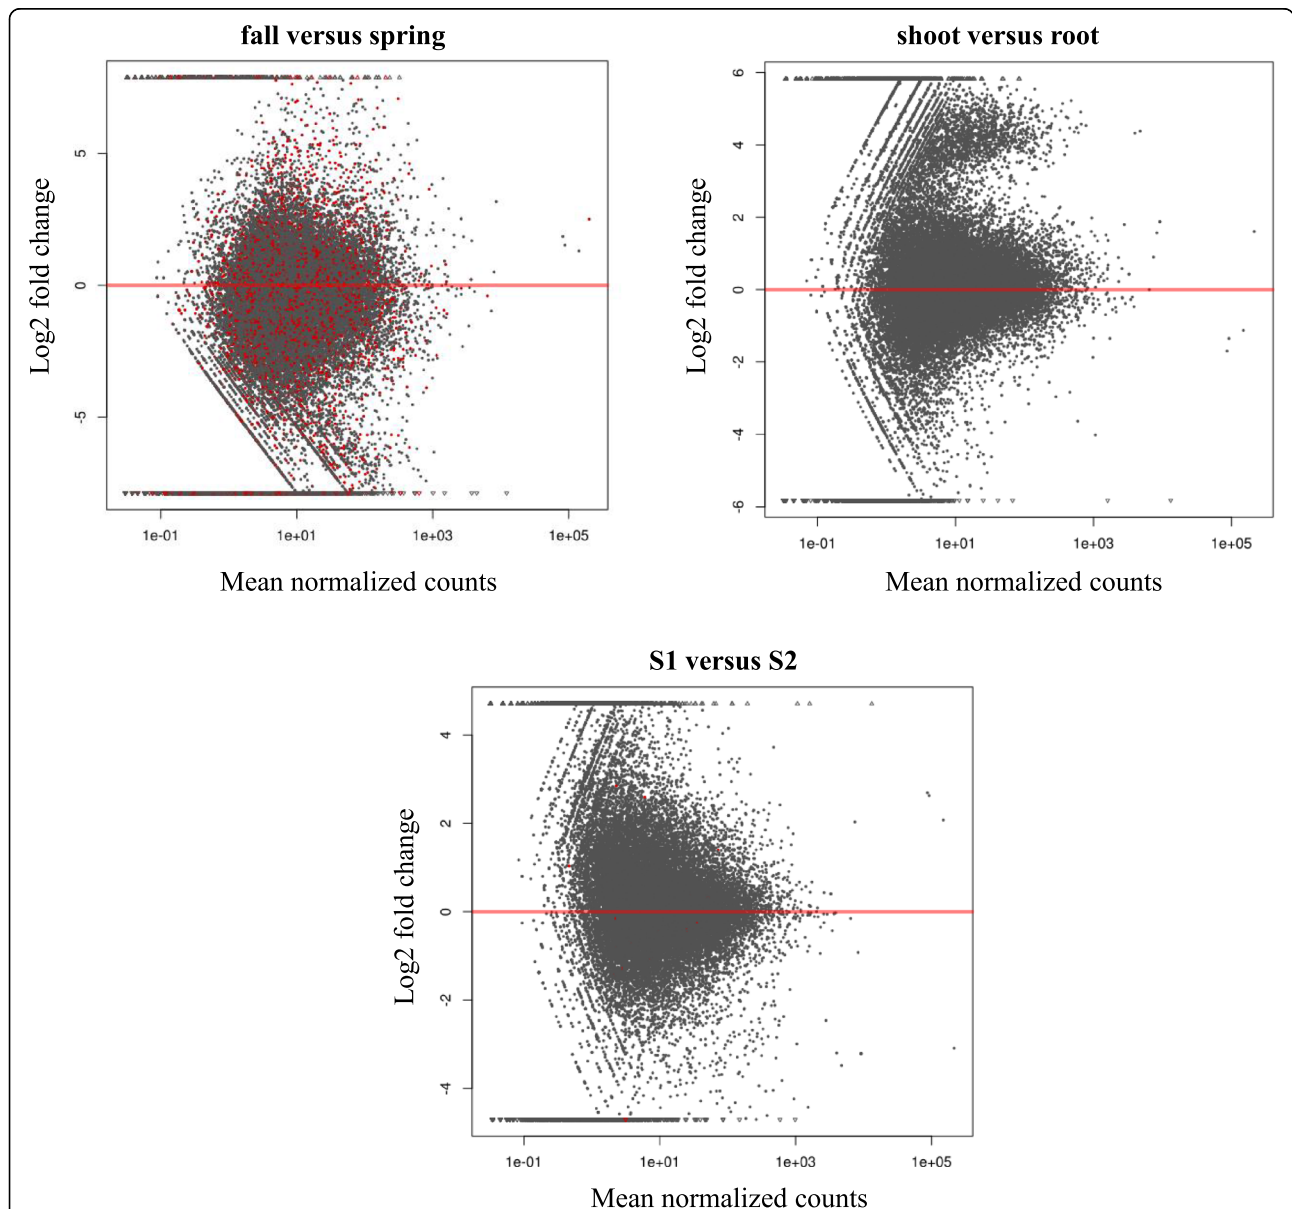 fall versus spring
Log2 fold change
5
0
-5
1e-01 1e+01 1e+03 1e+05
Mean normalized counts
shoot versus root
Log2 fold change
6
4
2
0
-2
-4
-6
1e-01 1e+01 1e+03 1e+05
Mean normalized counts
S1 versus S2
Log2 fold change
4
2
0
-2
-4
1e-01 1e+01 1e+03 1e+05
Mean normalized counts